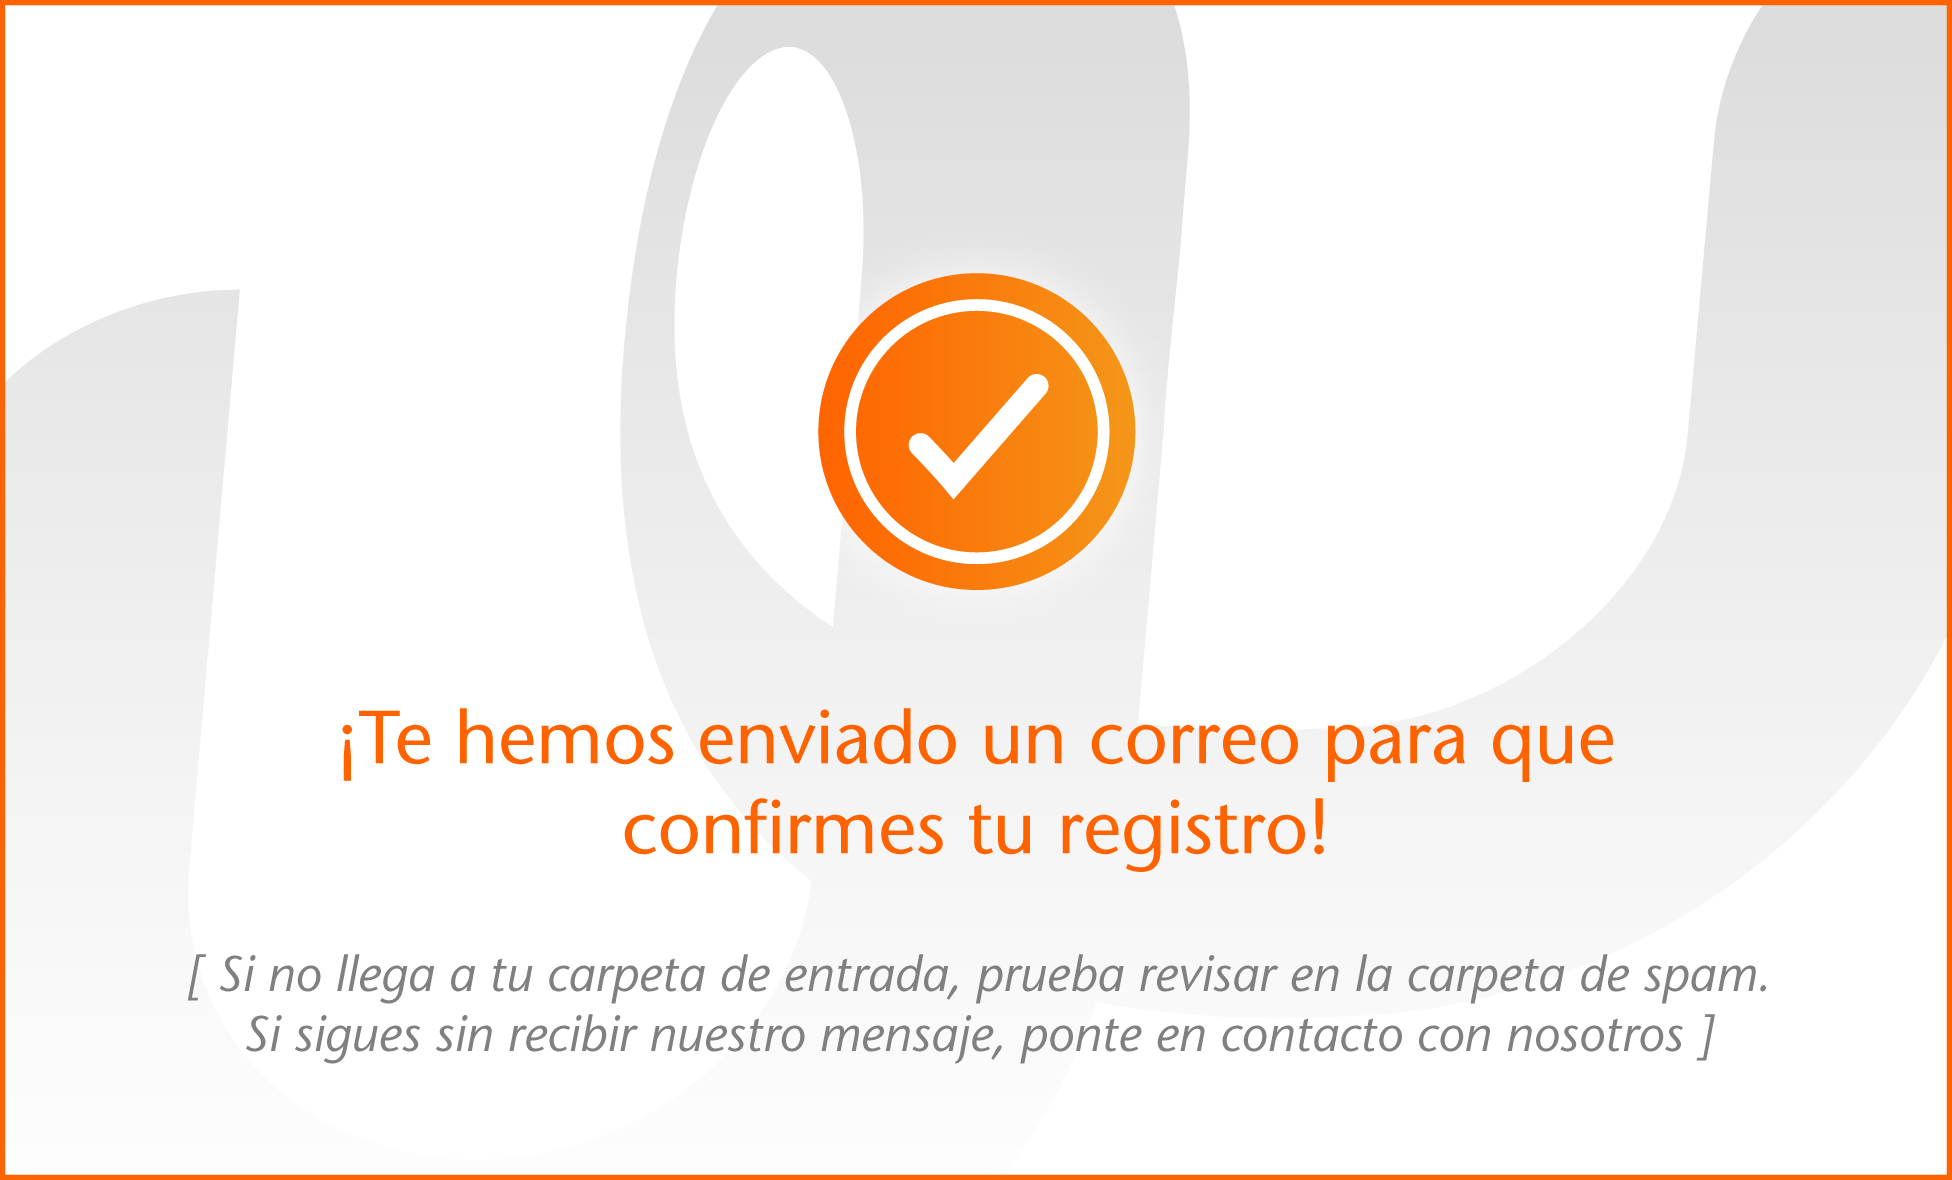 ¡Te hemos enviado un correo para que
confirmes tu registro!
[ Si no llega a tu carpeta de entrada, prueba revisar en la carpeta de spam.
Si sigues sin recibir nuestro mensaje, ponte en contacto con nosotros ]